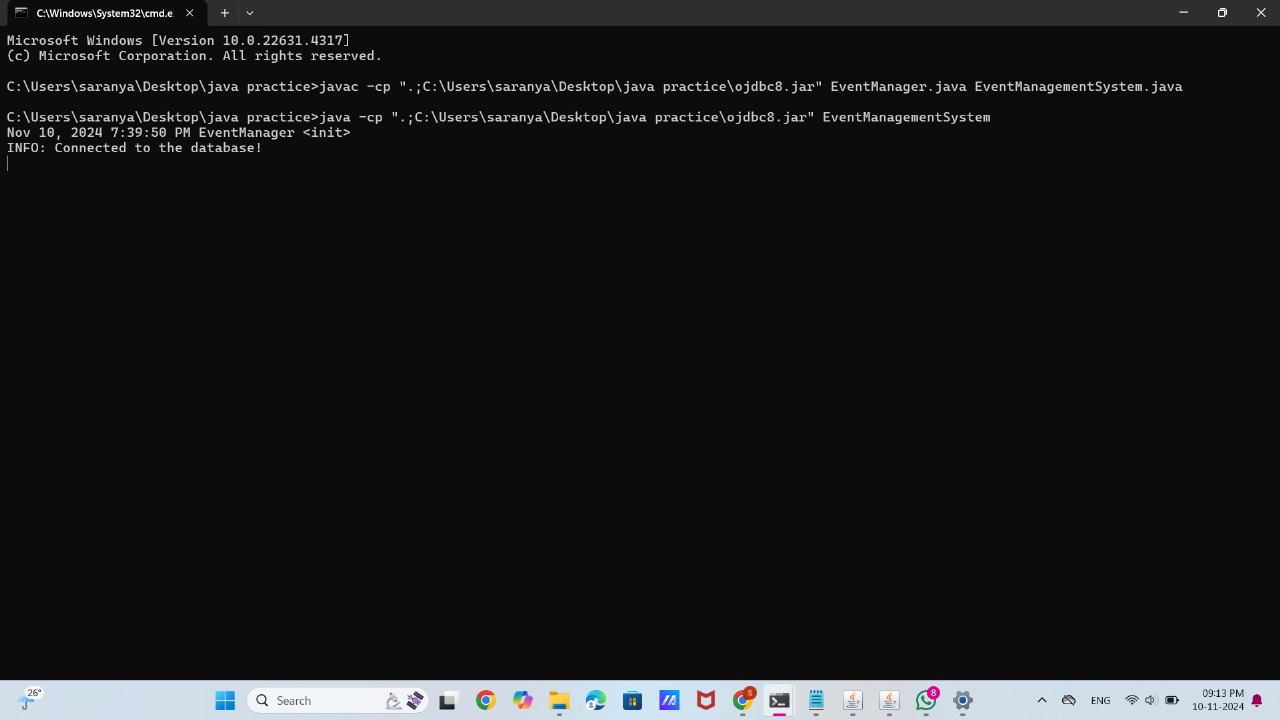 C:\Windows\System32\cmd.e
Microsoft Windows [Version 10.0.22631.4317]
(c) Microsoft Corporation. All rights reserved.
C:\Users\saranya\Desktop\java practice>javac -cp ".;C:\Users\saranya\Desktop\java practice\ojdbc8.jar" EventManager.java EventManagementSystem.java
C:\Users\saranya\Desktop\java practice>java -cp ".;C:\Users\saranya\Desktop\java practice\ojdbc8.jar" EventManagementSystem
Nov 10, 2024 7:39:50 PM EventManager <init>
INFO: Connected to the database!
26°
Search
S
8
ENG
09:13 PM
10-11-2024